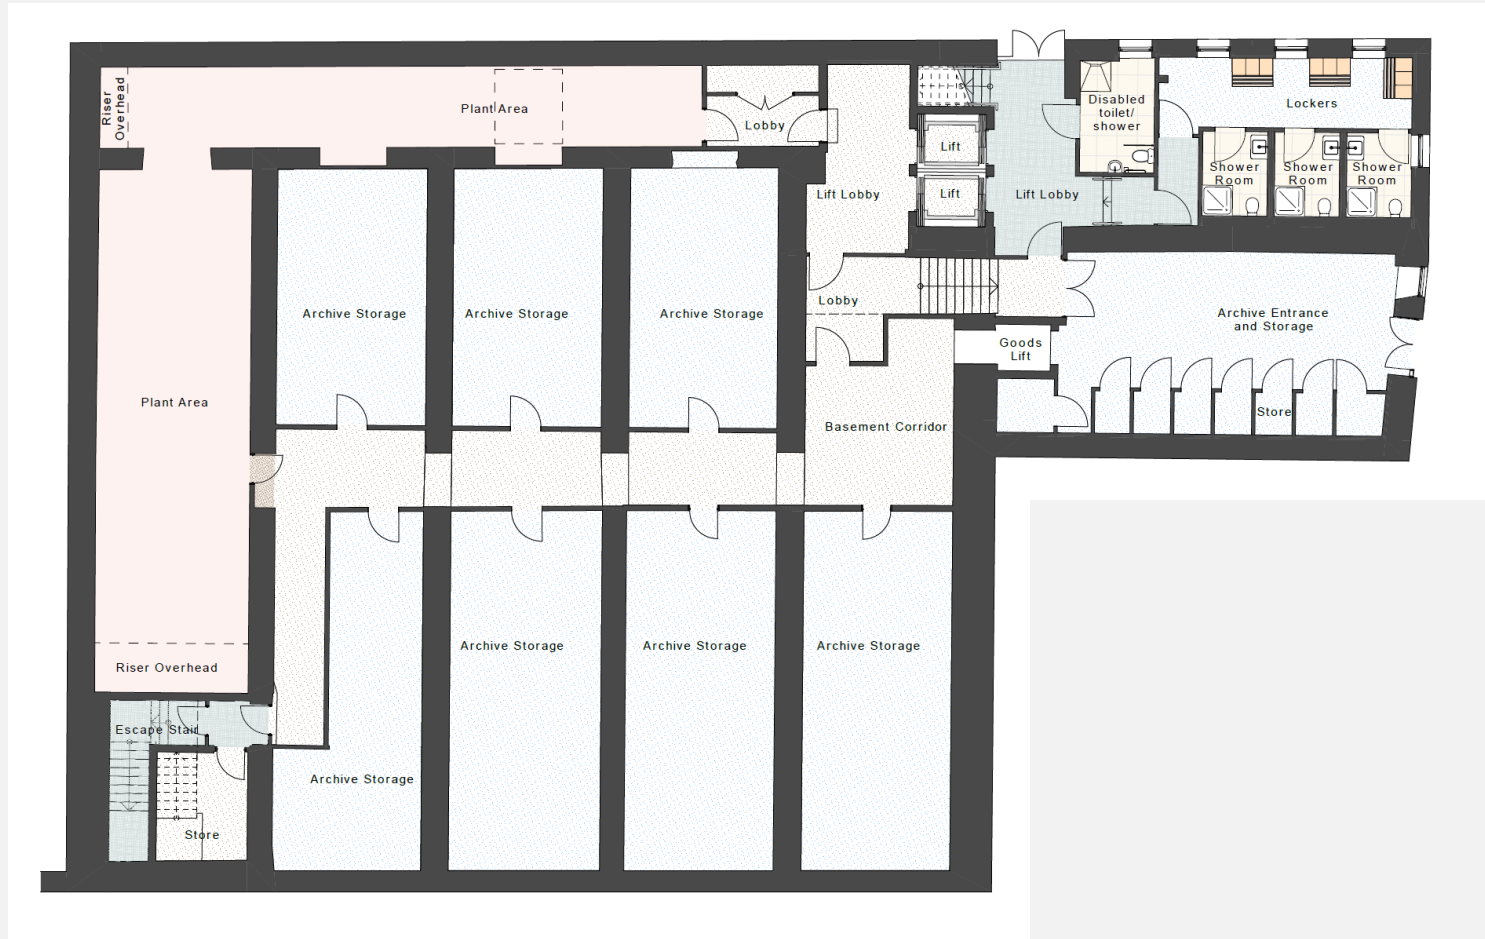 Riser
Overhead
Plant Area
Lobby
Lift
Lift
Lift Lobby
Lift Lobby
Disabled
toilet/
shower
Lockers
Shower
Room
Shower
Room
Shower
Room
Archive Storage
Archive Storage
Archive Storage
Lobby
Archive Entrance
and Storage
Goods
Lift
Plant Area
Basement Corridor
Store
Archive Storage
Archive Storage
Archive Storage
Riser Overhead
Escape Stair
Archive Storage
Store